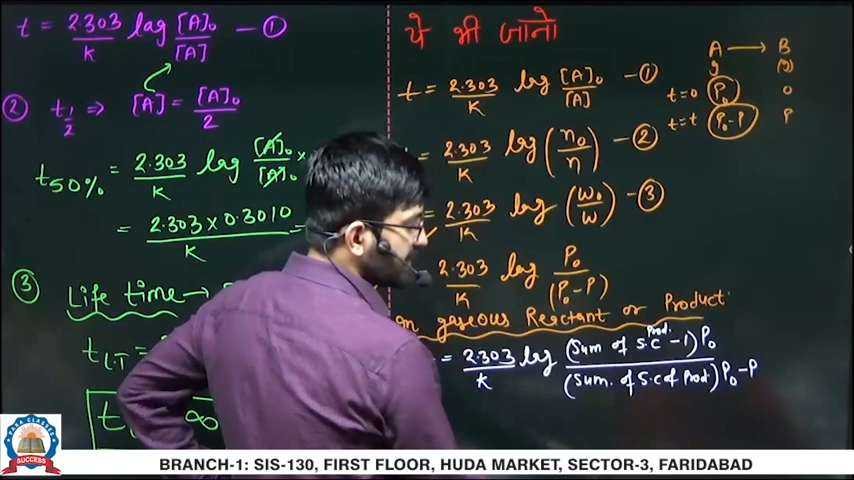 t = 2.303/K log [A]₀/[A] — ①
② t½ ⇒ [A] = [A]₀/2
t50% = 2.303/K log [A]₀ × /[A]₀
= 2.303 × 0.3010/K =
③ Life time →
tL.T =
∞
ये भी जानो
A → B
g (g)
t=0 P₀ 0
t=t P₀-P P
t = 2.303/K log [A]₀/[A] — ①
= 2.303/K log (n₀/n) — ②
= 2.303/K log (W₀/W) — ③
2.303/K log P₀/(P₀-P)
In gaseous Reactant or Product
= 2.303/K log (Sum of S.C Prod. -1) P₀/(Sum. of S.C of Prod.) P₀-P
PARA CLASSES
SUCCESS
BRANCH-1: SIS-130, FIRST FLOOR, HUDA MARKET, SECTOR-3, FARIDABAD